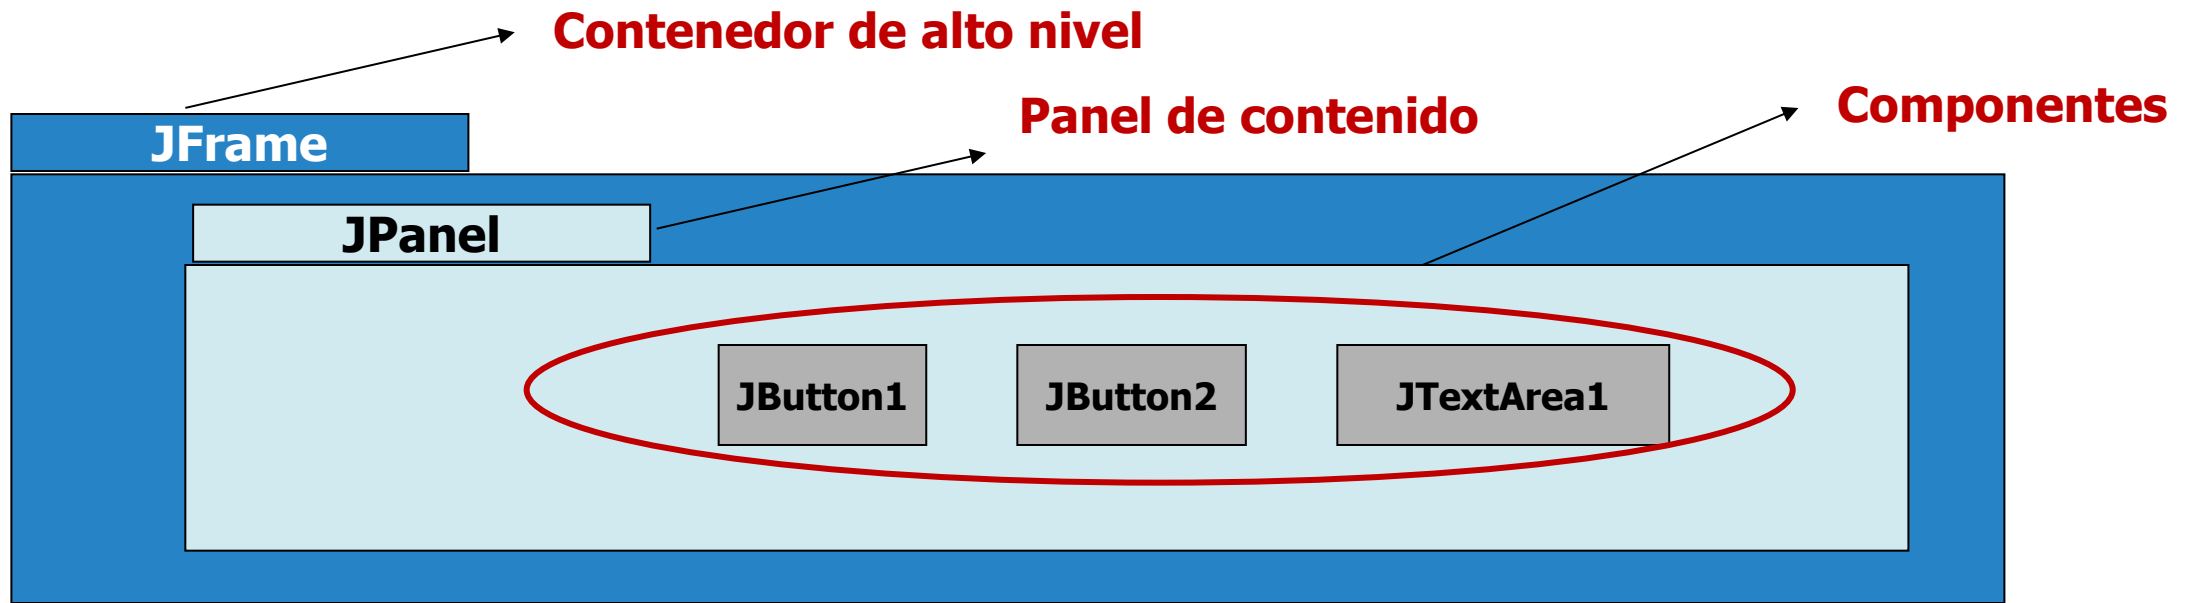 Contenedor de alto nivel
Panel de contenido
Componentes
JFrame
JPanel
JButton1
JButton2
JTextArea1